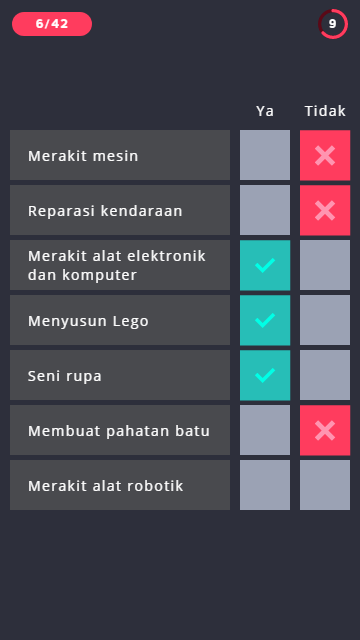 6/42
9
Ya Tidak
Merakit mesin
Reparasi kendaraan
Merakit alat elektronik
dan komputer
Menyusun Lego
Seni rupa
Membuat pahatan batu
Merakit alat robotik